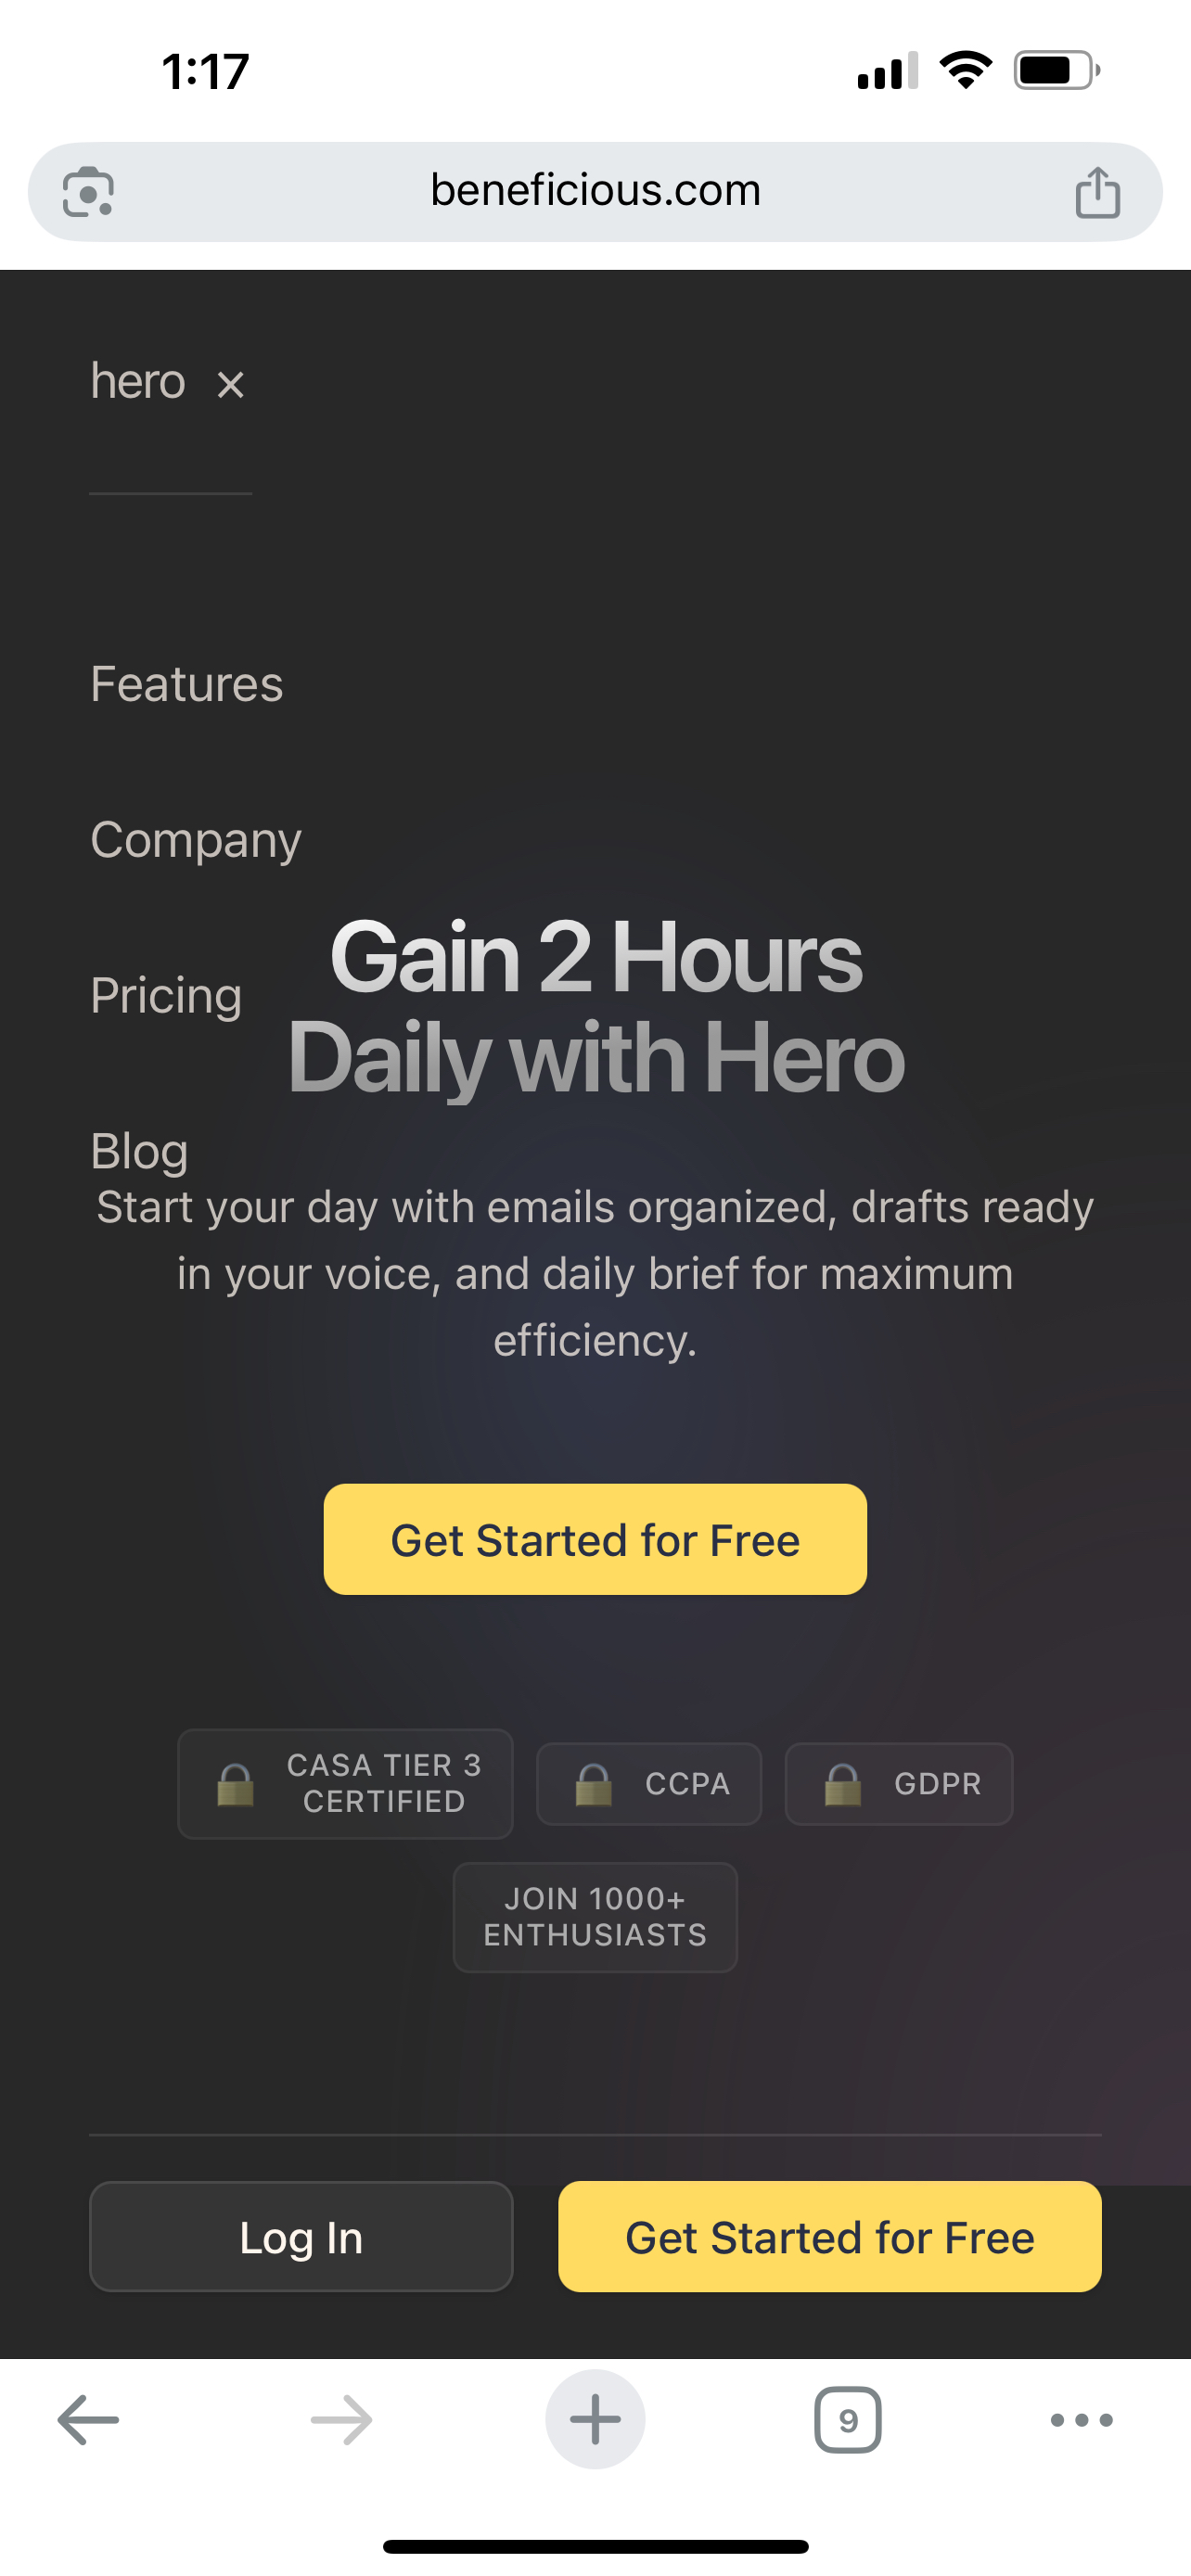 1:17
beneficious.com
hero ×
Features
Company
Gain 2 Hours
Pricing
Daily with Hero
Blog
Start your day with emails organized, drafts ready
in your voice, and daily brief for maximum
efficiency.
Get Started for Free
CASA TIER 3
CERTIFIED
CCPA
GDPR
JOIN 1000+
ENTHUSIASTS
Log In
Get Started for Free
9